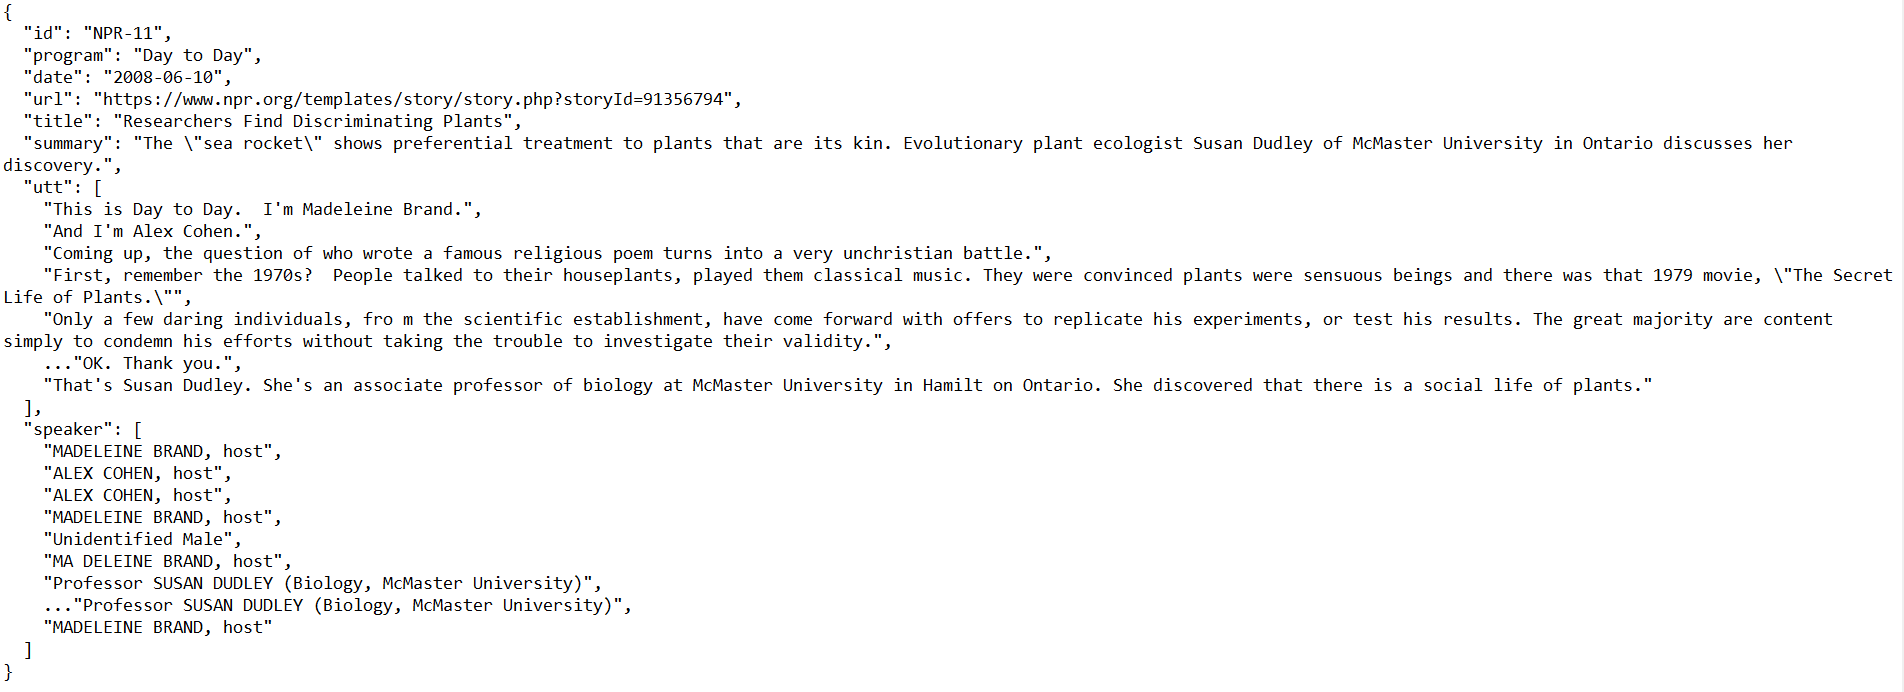 {
  "id": "NPR-11",
  "program": "Day to Day",
  "date": "2008-06-10",
  "url": "https://www.npr.org/templates/story/story.php?storyId=91356794",
  "title": "Researchers Find Discriminating Plants",
  "summary": "The \"sea rocket\" shows preferential treatment to plants that are its kin. Evolutionary plant ecologist Susan Dudley of McMaster University in Ontario discusses her
discovery.",
  "utt": [
    "This is Day to Day.  I'm Madeleine Brand.",
    "And I'm Alex Cohen.",
    "Coming up, the question of who wrote a famous religious poem turns into a very unchristian battle.",
    "First, remember the 1970s?  People talked to their houseplants, played them classical music. They were convinced plants were sensuous beings and there was that 1979 movie, \"The Secret
Life of Plants.\"",
    "Only a few daring individuals, fro m the scientific establishment, have come forward with offers to replicate his experiments, or test his results. The great majority are content
simply to condemn his efforts without taking the trouble to investigate their validity.",
    ..."OK. Thank you.",
    "That's Susan Dudley. She's an associate professor of biology at McMaster University in Hamilt on Ontario. She discovered that there is a social life of plants."
  ],
  "speaker": [
    "MADELEINE BRAND, host",
    "ALEX COHEN, host",
    "ALEX COHEN, host",
    "MADELEINE BRAND, host",
    "Unidentified Male",
    "MA DELEINE BRAND, host",
    "Professor SUSAN DUDLEY (Biology, McMaster University)",
    ..."Professor SUSAN DUDLEY (Biology, McMaster University)",
    "MADELEINE BRAND, host"
  ]
}